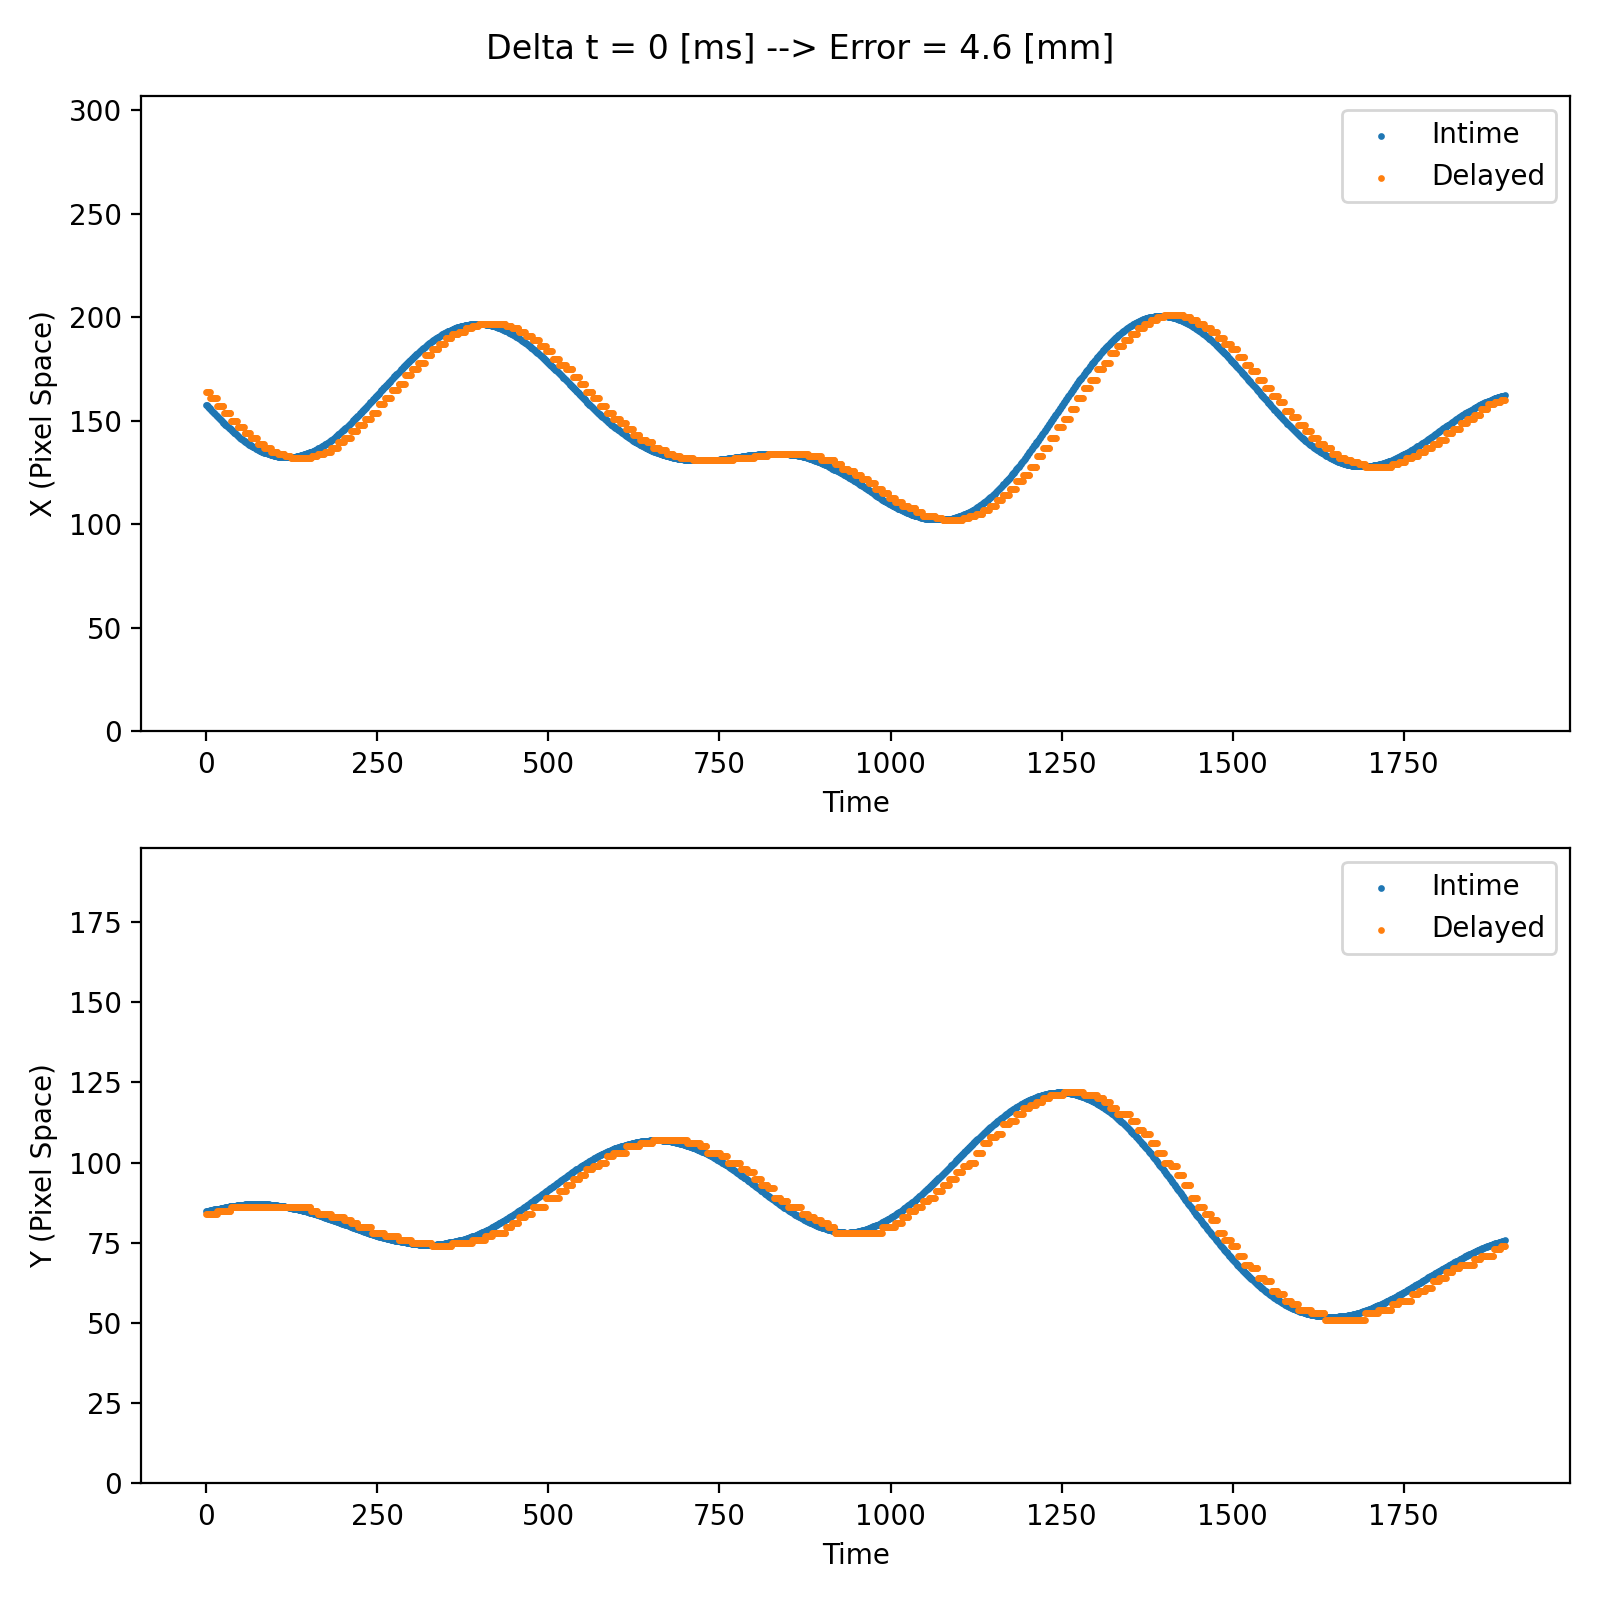 Delta t = 0 [ms] --> Error = 4.6 [mm]
300
250
200
150
100
50
0
X (Pixel Space)
Intime
Delayed
0 250 500 750 1000 1250 1500 1750
Time
175
150
125
100
75
50
25
0
Y (Pixel Space)
Intime
Delayed
0 250 500 750 1000 1250 1500 1750
Time